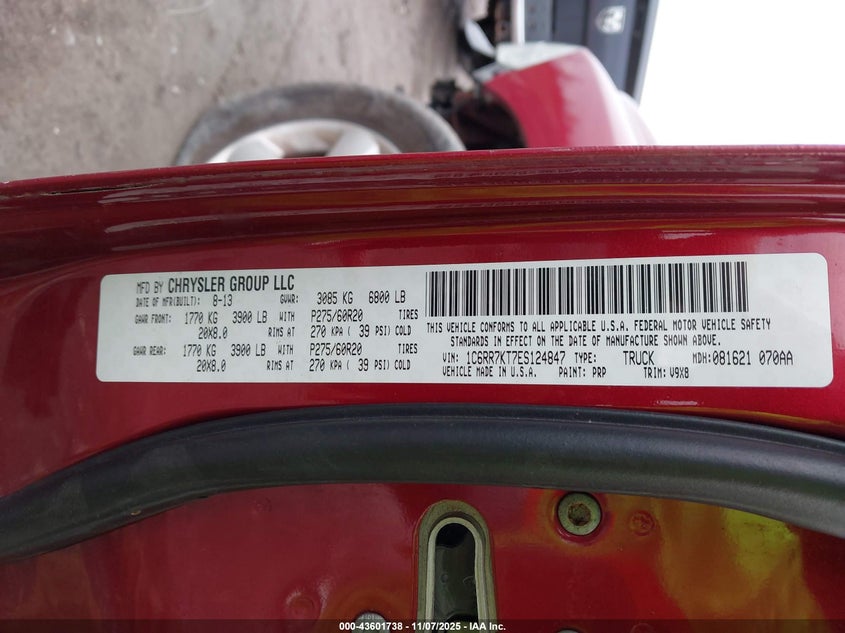 MFD BY CHRYSLER GROUP LLC
DATE OF MFR(BUILT): 8-13 GVWR: 3085 KG 6800 LB
GAWR FRONT: 1770 KG 3900 LB WITH P275/60R20 TIRES
20X8.0 RIMS AT 270 KPA ( 39 PSI) COLD
GAWR REAR: 1770 KG 3900 LB WITH P275/60R20 TIRES
20X8.0 RIMS AT 270 KPA ( 39 PSI) COLD
THIS VEHICLE CONFORMS TO ALL APPLICABLE U.S.A. FEDERAL MOTOR VEHICLE SAFETY
STANDARDS IN EFFECT ON THE DATE OF MANUFACTURE SHOWN ABOVE.
VIN: 1C6RR7KT7ES124847 TYPE: TRUCK MDH: 081621 070AA
VEHICLE MADE IN U.S.A. PAINT: PRP TRIM: V9X8
000-43601738 - 11/07/2025 - IAA Inc.